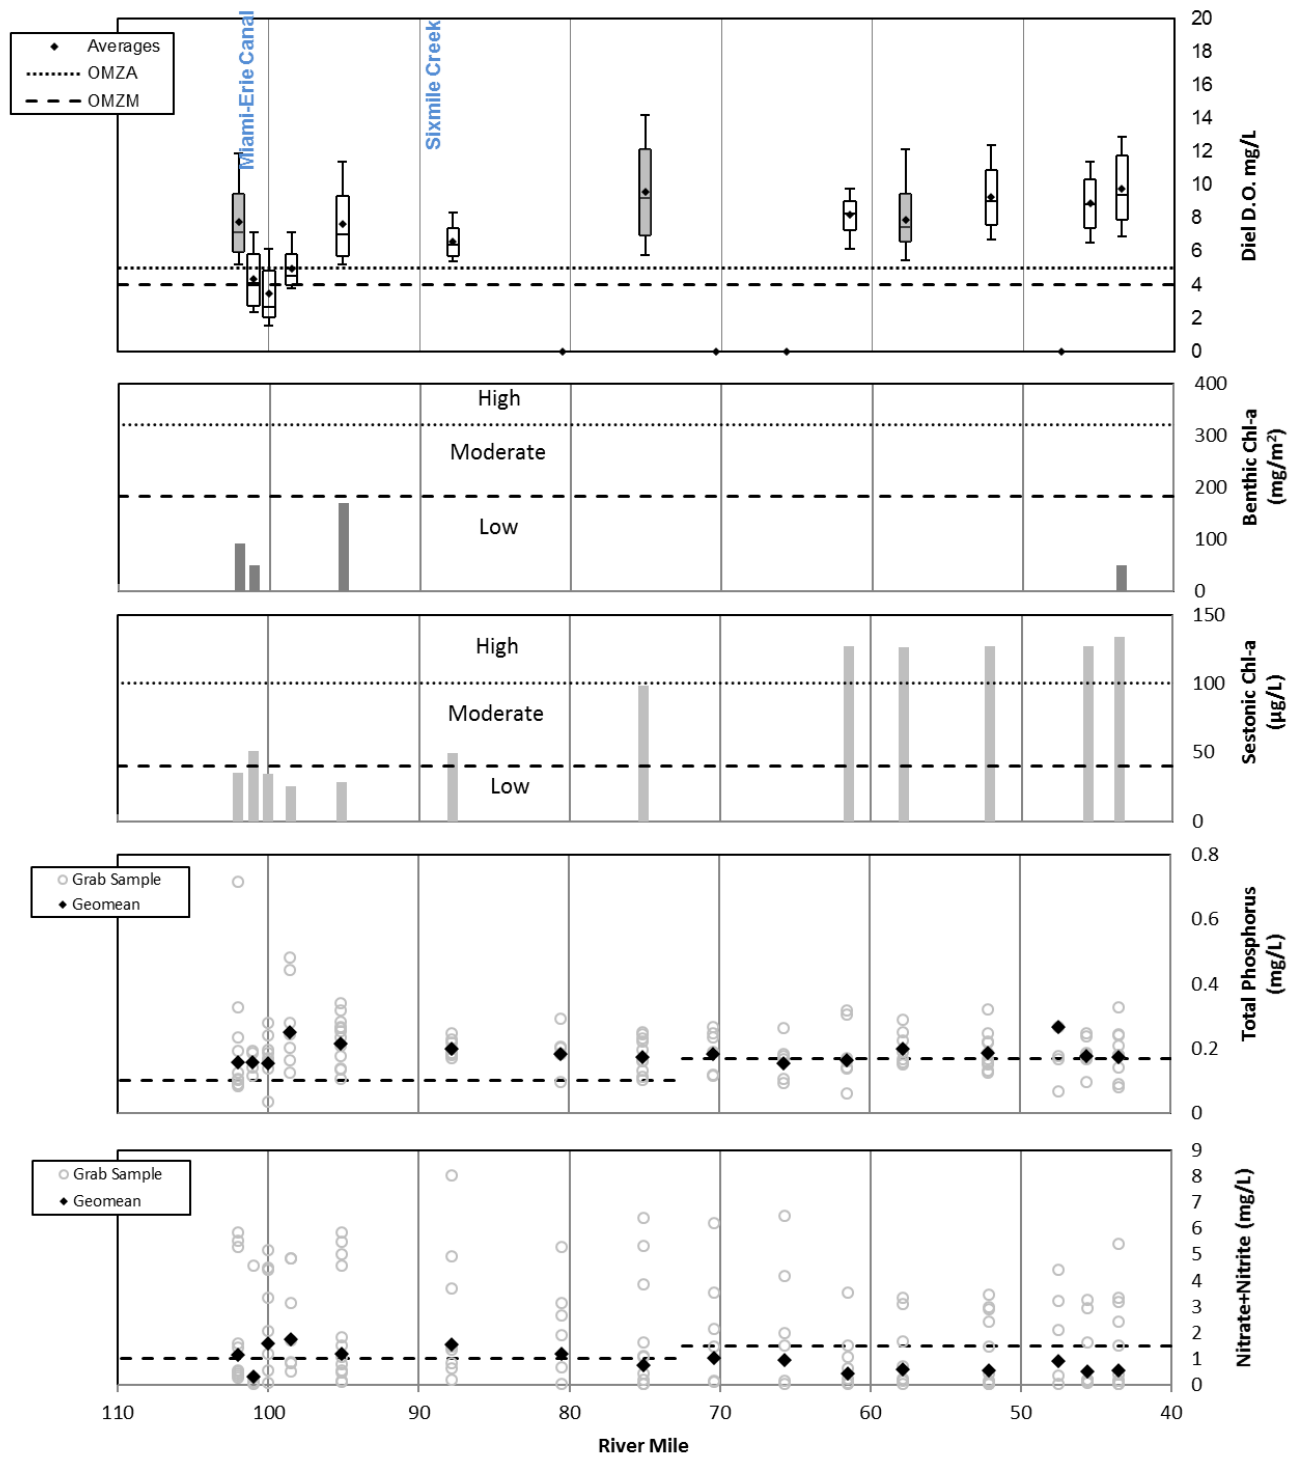 Averages
OMZA
OMZM
Miami-Erie Canal
Sixmile Creek
20
18
16
14
12
10
8
6
4
2
0
Diel D.O. mg/L
High
Moderate
Low
400
300
200
100
0
Benthic Chl-a
(mg/m²)
High
Moderate
Low
150
100
50
0
Sestonic Chl-a
(µg/L)
Grab Sample
Geomean
0.8
0.6
0.4
0.2
0
Total Phosphorus
(mg/L)
Grab Sample
Geomean
9
8
7
6
5
4
3
2
1
0
Nitrate+Nitrite (mg/L)
110 100 90 80 70 60 50 40
River Mile